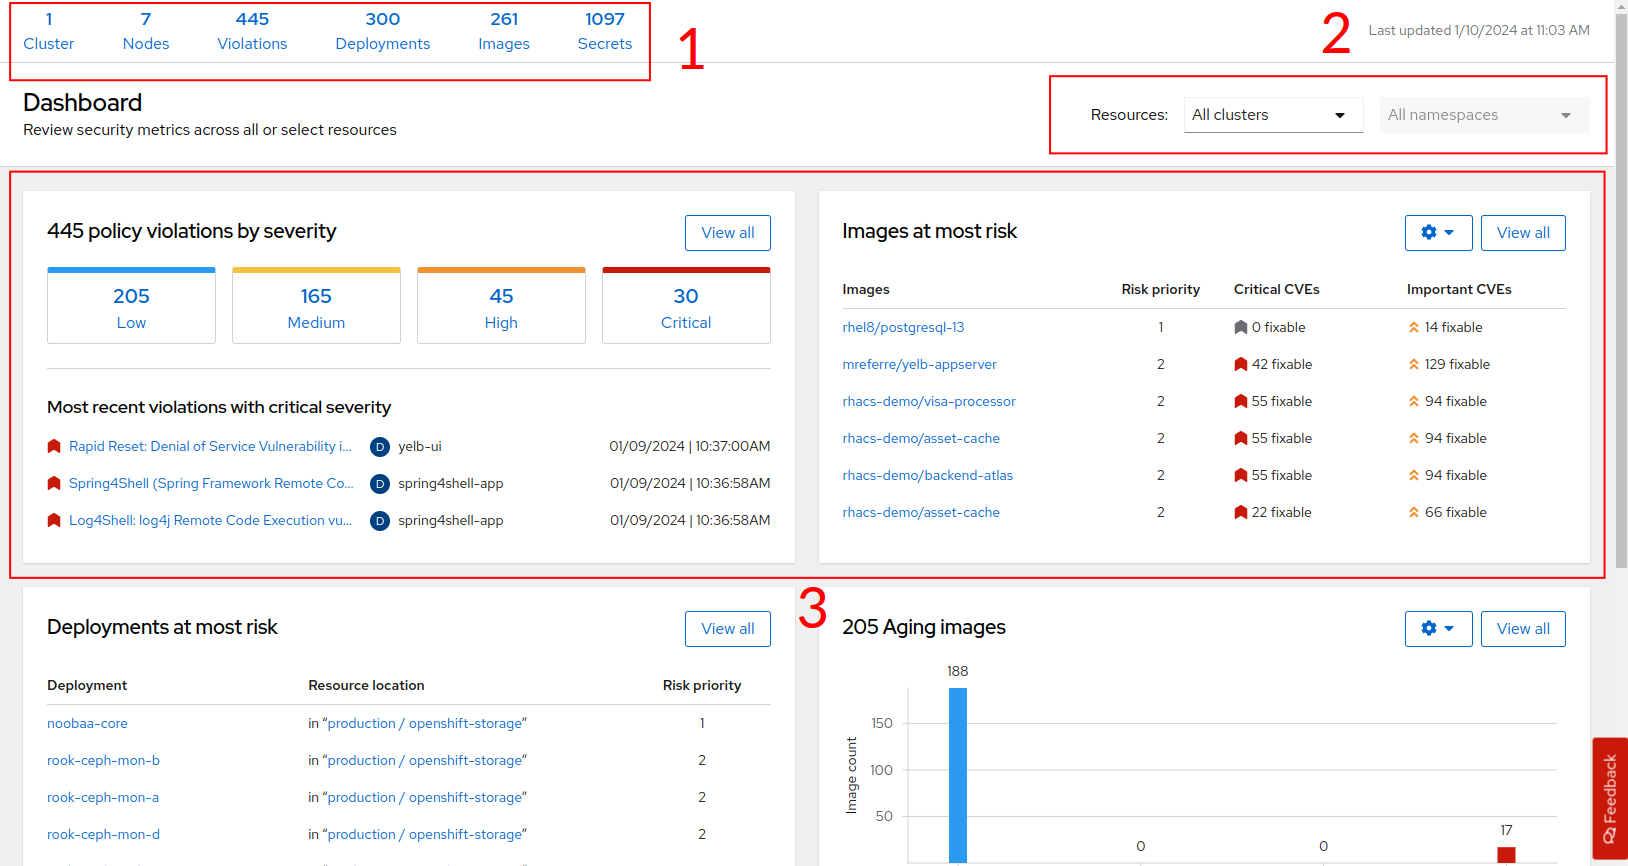 1 7 445 300 261 1097
Cluster Nodes Violations Deployments Images Secrets
1
2
Last updated 1/10/2024 at 11:03 AM
Dashboard
Review security metrics across all or select resources
Resources: All clusters All namespaces
445 policy violations by severity
View all
205 165 45 30
Low Medium High Critical
Most recent violations with critical severity
Rapid Reset: Denial of Service Vulnerability i... D yelb-ui 01/09/2024 | 10:37:00AM
Spring4Shell (Spring Framework Remote Co... D spring4shell-app 01/09/2024 | 10:36:58AM
Log4Shell: log4j Remote Code Execution vu... D spring4shell-app 01/09/2024 | 10:36:58AM
Images at most risk
View all
Images Risk priority Critical CVEs Important CVEs
rhel8/postgresql-13 1 0 fixable 14 fixable
mreferre/yelb-appserver 2 42 fixable 129 fixable
rhacs-demo/visa-processor 2 55 fixable 94 fixable
rhacs-demo/asset-cache 2 55 fixable 94 fixable
rhacs-demo/backend-atlas 2 55 fixable 94 fixable
rhacs-demo/asset-cache 2 22 fixable 66 fixable
3
Deployments at most risk
View all
Deployment Resource location Risk priority
noobaa-core in “production / openshift-storage” 1
rook-ceph-mon-b in “production / openshift-storage” 2
rook-ceph-mon-a in “production / openshift-storage” 2
rook-ceph-mon-d in “production / openshift-storage” 2
205 Aging images
View all
188
150
100
50
Image count
0
0
17
Feedback